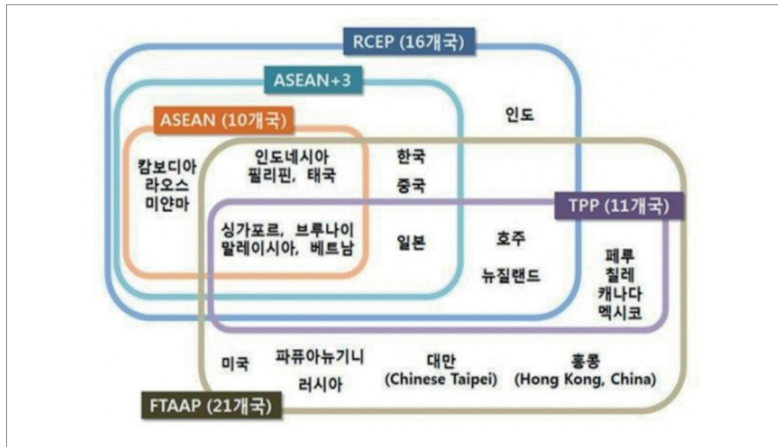 RCEP (16개국)
ASEAN+3
ASEAN (10개국)
인도
캄보디아
라오스
미얀마
인도네시아
필리핀, 태국
한국
중국
TPP (11개국)
싱가포르, 브루나이
말레이시아, 베트남
일본
호주
뉴질랜드
페루
칠레
캐나다
멕시코
미국
파퓨아뉴기니
러시아
대만
(Chinese Taipei)
홍콩
(Hong Kong, China)
FTAAP (21개국)